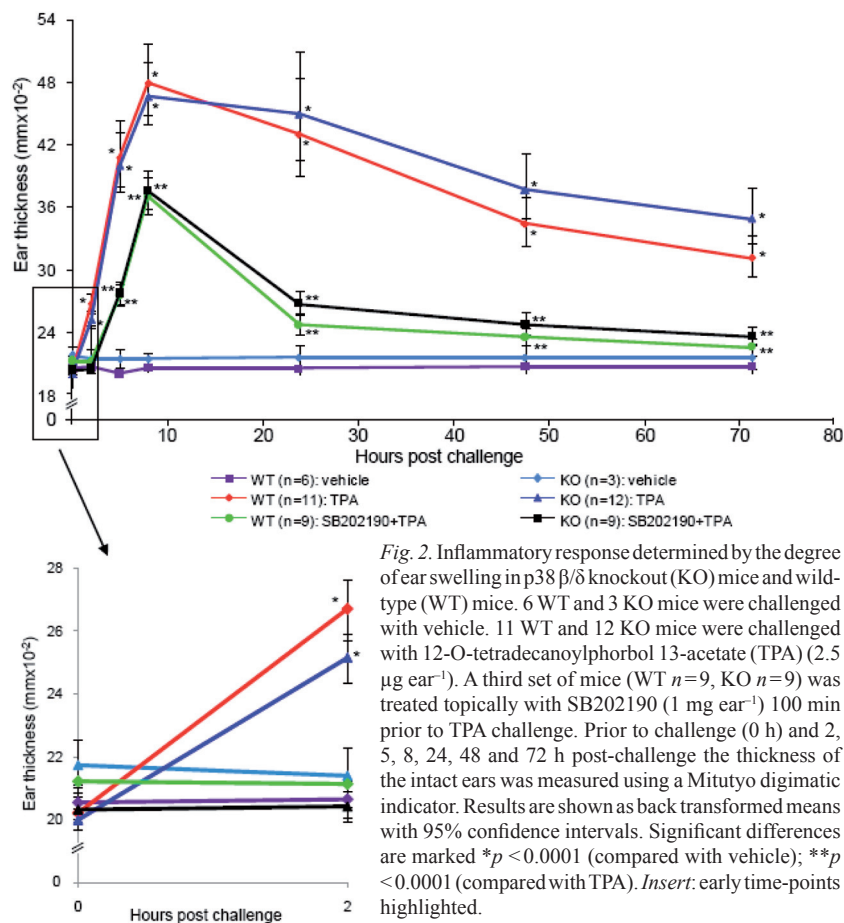 54
48
42
36
30
24
18
0
Ear thickness (mmx10-2)
*
*
*
*
*
*
*
*
*
*
*
*
**
**
**
**
**
**
**
**
**
**
0
10
20
30
40
50
60
70
80
Hours post challenge
WT (n=6): vehicle
KO (n=3): vehicle
WT (n=11): TPA
KO (n=12): TPA
WT (n=9): SB202190+TPA
KO (n=9): SB202190+TPA
28
26
24
22
20
0
Ear thickness (mmx10-2)
*
*
0
2
Hours post challenge
Fig. 2. Inflammatory response determined by the degree
of ear swelling in p38 β/δ knockout (KO) mice and wild-
type (WT) mice. 6 WT and 3 KO mice were challenged
with vehicle. 11 WT and 12 KO mice were challenged
with 12-O-tetradecanoylphorbol 13-acetate (TPA) (2.5
µg ear–1). A third set of mice (WT n=9, KO n=9) was
treated topically with SB202190 (1 mg ear–1) 100 min
prior to TPA challenge. Prior to challenge (0 h) and 2,
5, 8, 24, 48 and 72 h post-challenge the thickness of
the intact ears was measured using a Mitutyo digimatic
indicator. Results are shown as back transformed means
with 95% confidence intervals. Significant differences
are marked *p <0.0001 (compared with vehicle); **p
<0.0001 (compared with TPA). Insert: early time-points
highlighted.